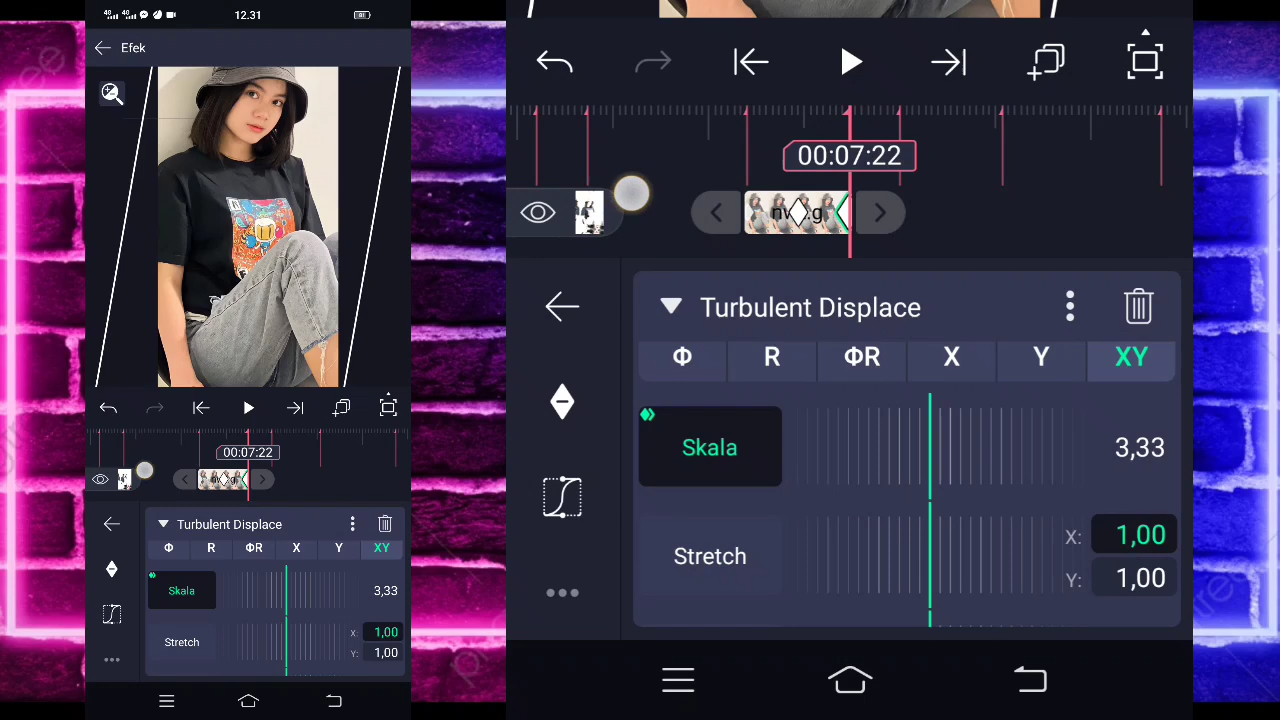 12.31
81
Efek
00:07:22
Turbulent Displace
Φ R ΦR X Y XY
Skala 3,33
Stretch X: 1,00
Y: 1,00
00:07:22
Turbulent Displace
Φ R ΦR X Y XY
Skala 3,33
Stretch X: 1,00
Y: 1,00